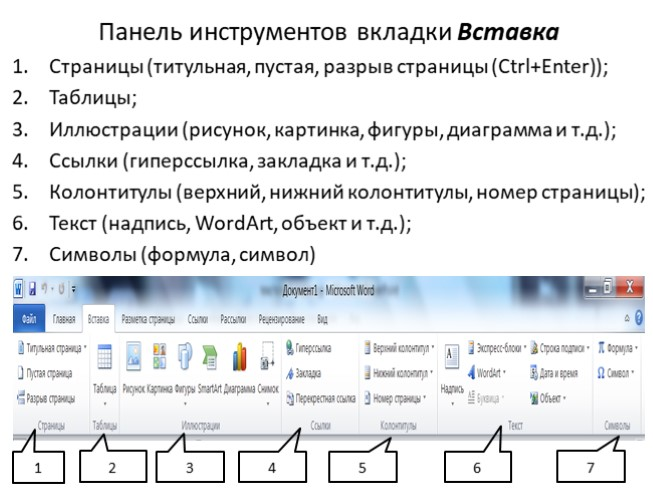 Панель инструментов вкладки Вставка
1. Страницы (титульная, пустая, разрыв страницы (Ctrl+Enter));
2. Таблицы;
3. Иллюстрации (рисунок, картинка, фигуры, диаграмма и т.д.);
4. Ссылки (гиперссылка, закладка и т.д.);
5. Колонтитулы (верхний, нижний колонтитулы, номер страницы);
6. Текст (надпись, WordArt, объект и т.д.);
7. Символы (формула, символ)
Документ1 - Microsoft Word
Файл Главная Вставка Разметка страницы Ссылки Рассылки Рецензирование Вид
Титульная страница Гиперссылка Верхний колонтитул Экспресс-блоки Строка подписи Формула
Пустая страница Закладка Нижний колонтитул WordArt Дата и время Символ
Таблица Рисунок Картинка Фигуры SmartArt Диаграмма Снимок Надпись
Разрыв страницы Перекрестная ссылка Номер страницы Буквица Объект
Страницы Таблицы Иллюстрации Ссылки Колонтитулы Текст Символы
1 2 3 4 5 6 7